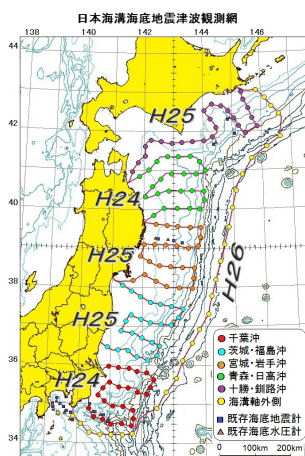 日本海溝海底地震津波観測網
138 140 142 144 146
44
42
40
38
36
34
H25
H24
H25
H26
H25
H24
千葉沖
茨城・福島沖
宮城・岩手沖
青森・日高沖
十勝・釧路沖
海溝軸外側
既存海底地震計
既存海底水圧計
0 100km 200km